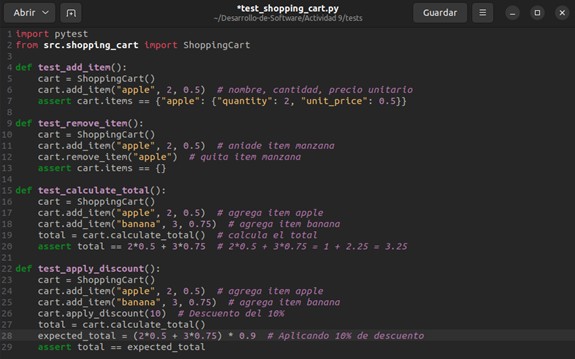 Abrir
*test_shopping_cart.py
~/Desarrollo-de-Software/Actividad 9/tests
Guardar
1 import pytest
2 from src.shopping_cart import ShoppingCart
3
4 def test_add_item():
5     cart = ShoppingCart()
6     cart.add_item("apple", 2, 0.5)  # nombre, cantidad, precio unitario
7     assert cart.items == {"apple": {"quantity": 2, "unit_price": 0.5}}
8
9 def test_remove_item():
10     cart = ShoppingCart()
11     cart.add_item("apple", 2, 0.5)  # aniade item manzana
12     cart.remove_item("apple")  # quita item manzana
13     assert cart.items == {}
14
15 def test_calculate_total():
16     cart = ShoppingCart()
17     cart.add_item("apple", 2, 0.5)  # agrega item apple
18     cart.add_item("banana", 3, 0.75)  # agrega item banana
19     total = cart.calculate_total()  # calcula el total
20     assert total == 2*0.5 + 3*0.75  # 2*0.5 + 3*0.75 = 1 + 2.25 = 3.25
21
22 def test_apply_discount():
23     cart = ShoppingCart()
24     cart.add_item("apple", 2, 0.5)  # agrega item apple
25     cart.add_item("banana", 3, 0.75)  # agrega item banana
26     cart.apply_discount(10)  # Descuento del 10%
27     total = cart.calculate_total()
28     expected_total = (2*0.5 + 3*0.75) * 0.9  # Aplicando 10% de descuento
29     assert total == expected_total